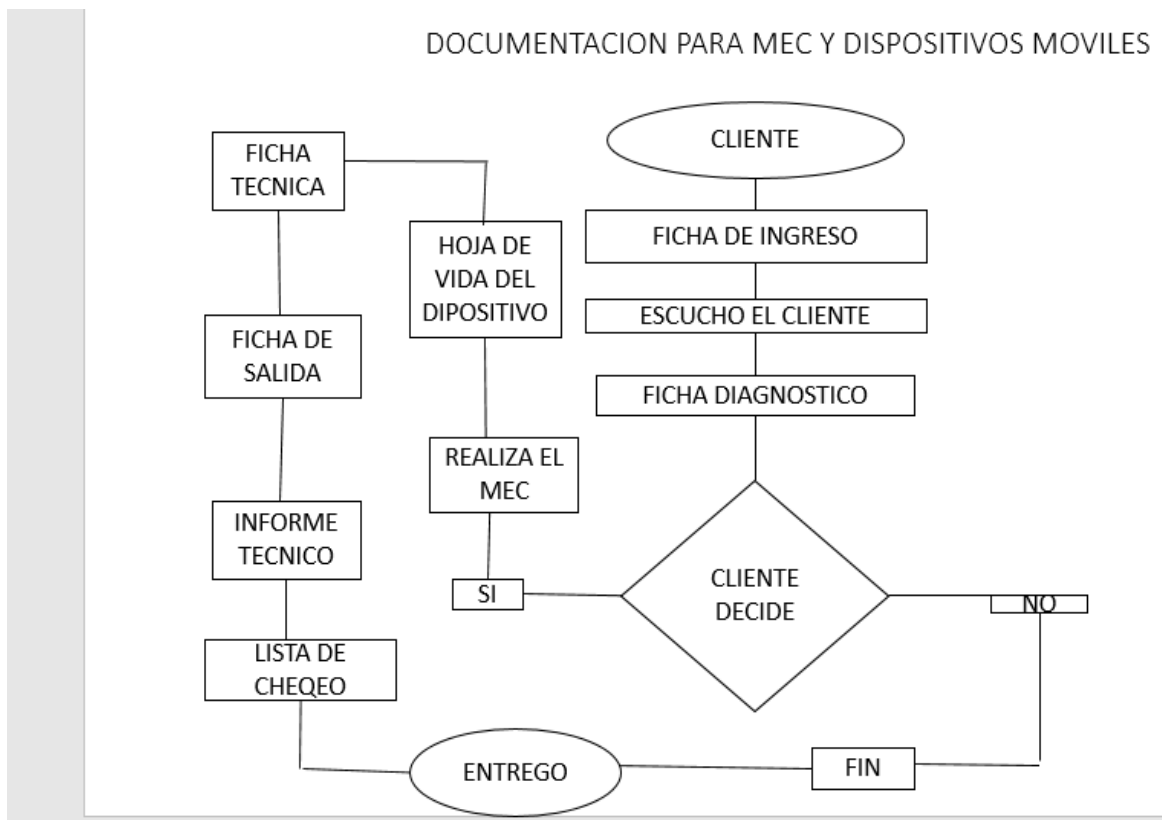 DOCUMENTACION PARA MEC Y DISPOSITIVOS MOVILES
CLIENTE
FICHA DE INGRESO
ESCUCHO EL CLIENTE
FICHA DIAGNOSTICO
CLIENTE
DECIDE
SI
NO
REALIZA EL
MEC
HOJA DE
VIDA DEL
DIPOSITIVO
FICHA
TECNICA
FICHA DE
SALIDA
INFORME
TECNICO
LISTA DE
CHEQEO
ENTREGO
FIN